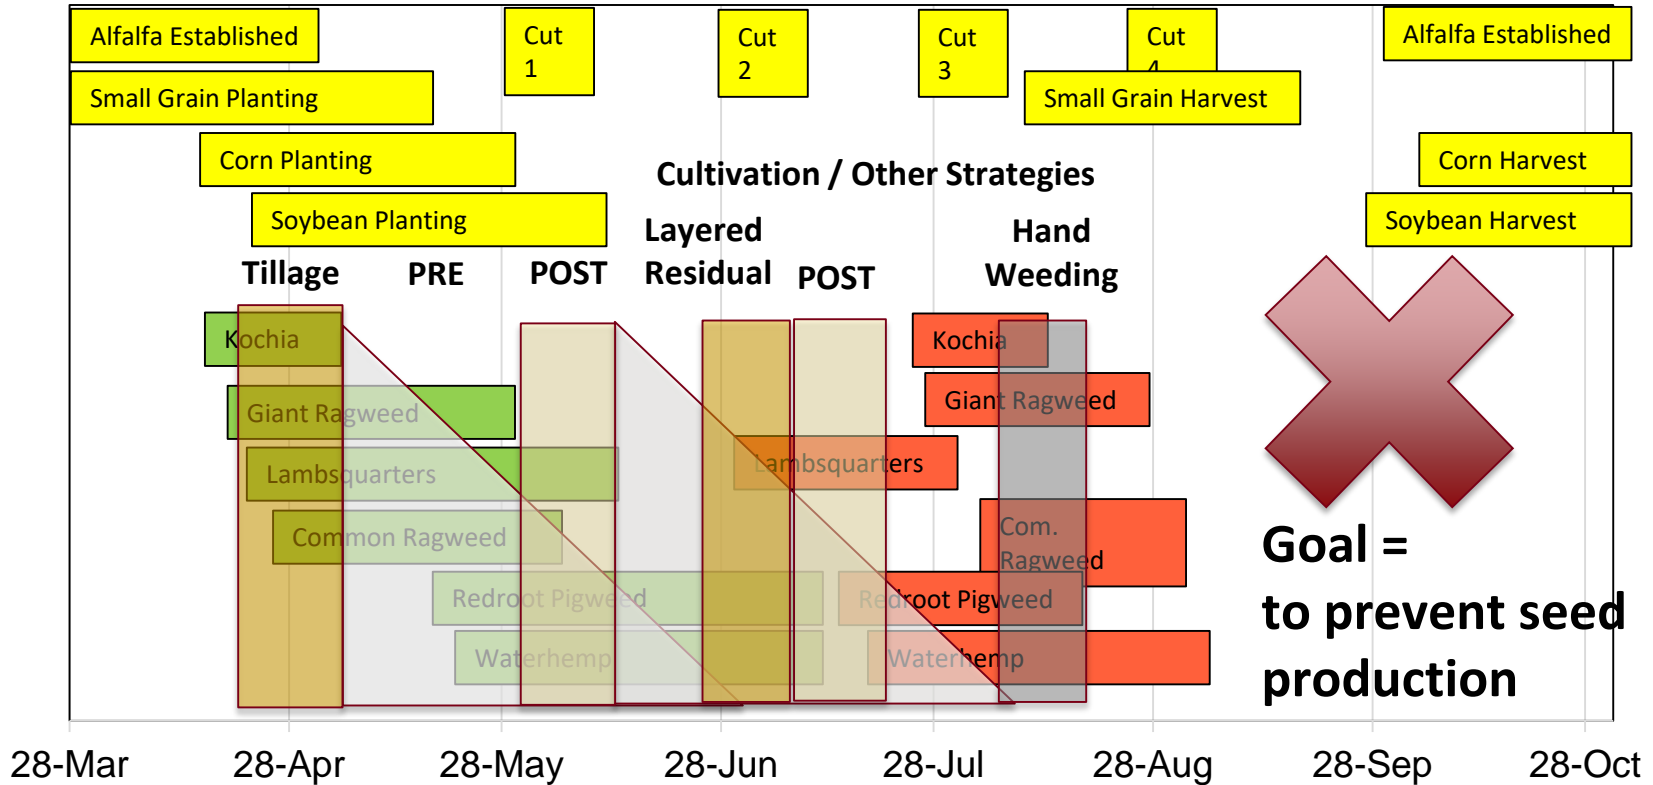 Alfalfa Established
Cut
1
Cut
2
Cut
3
Cut
4
Alfalfa Established
Small Grain Planting
Small Grain Harvest
Corn Planting
Corn Harvest
Cultivation / Other Strategies
Soybean Planting
Soybean Harvest
Tillage
PRE
POST
Layered
Residual
POST
Hand
Weeding
Kochia
Kochia
Giant Ragweed
Giant Ragweed
Lambsquarters
Lambsquarters
Common Ragweed
Com.
Ragweed
Redroot Pigweed
Redroot Pigweed
Waterhemp
Waterhemp
Goal =
to prevent seed
production
28-Mar
28-Apr
28-May
28-Jun
28-Jul
28-Aug
28-Sep
28-Oct